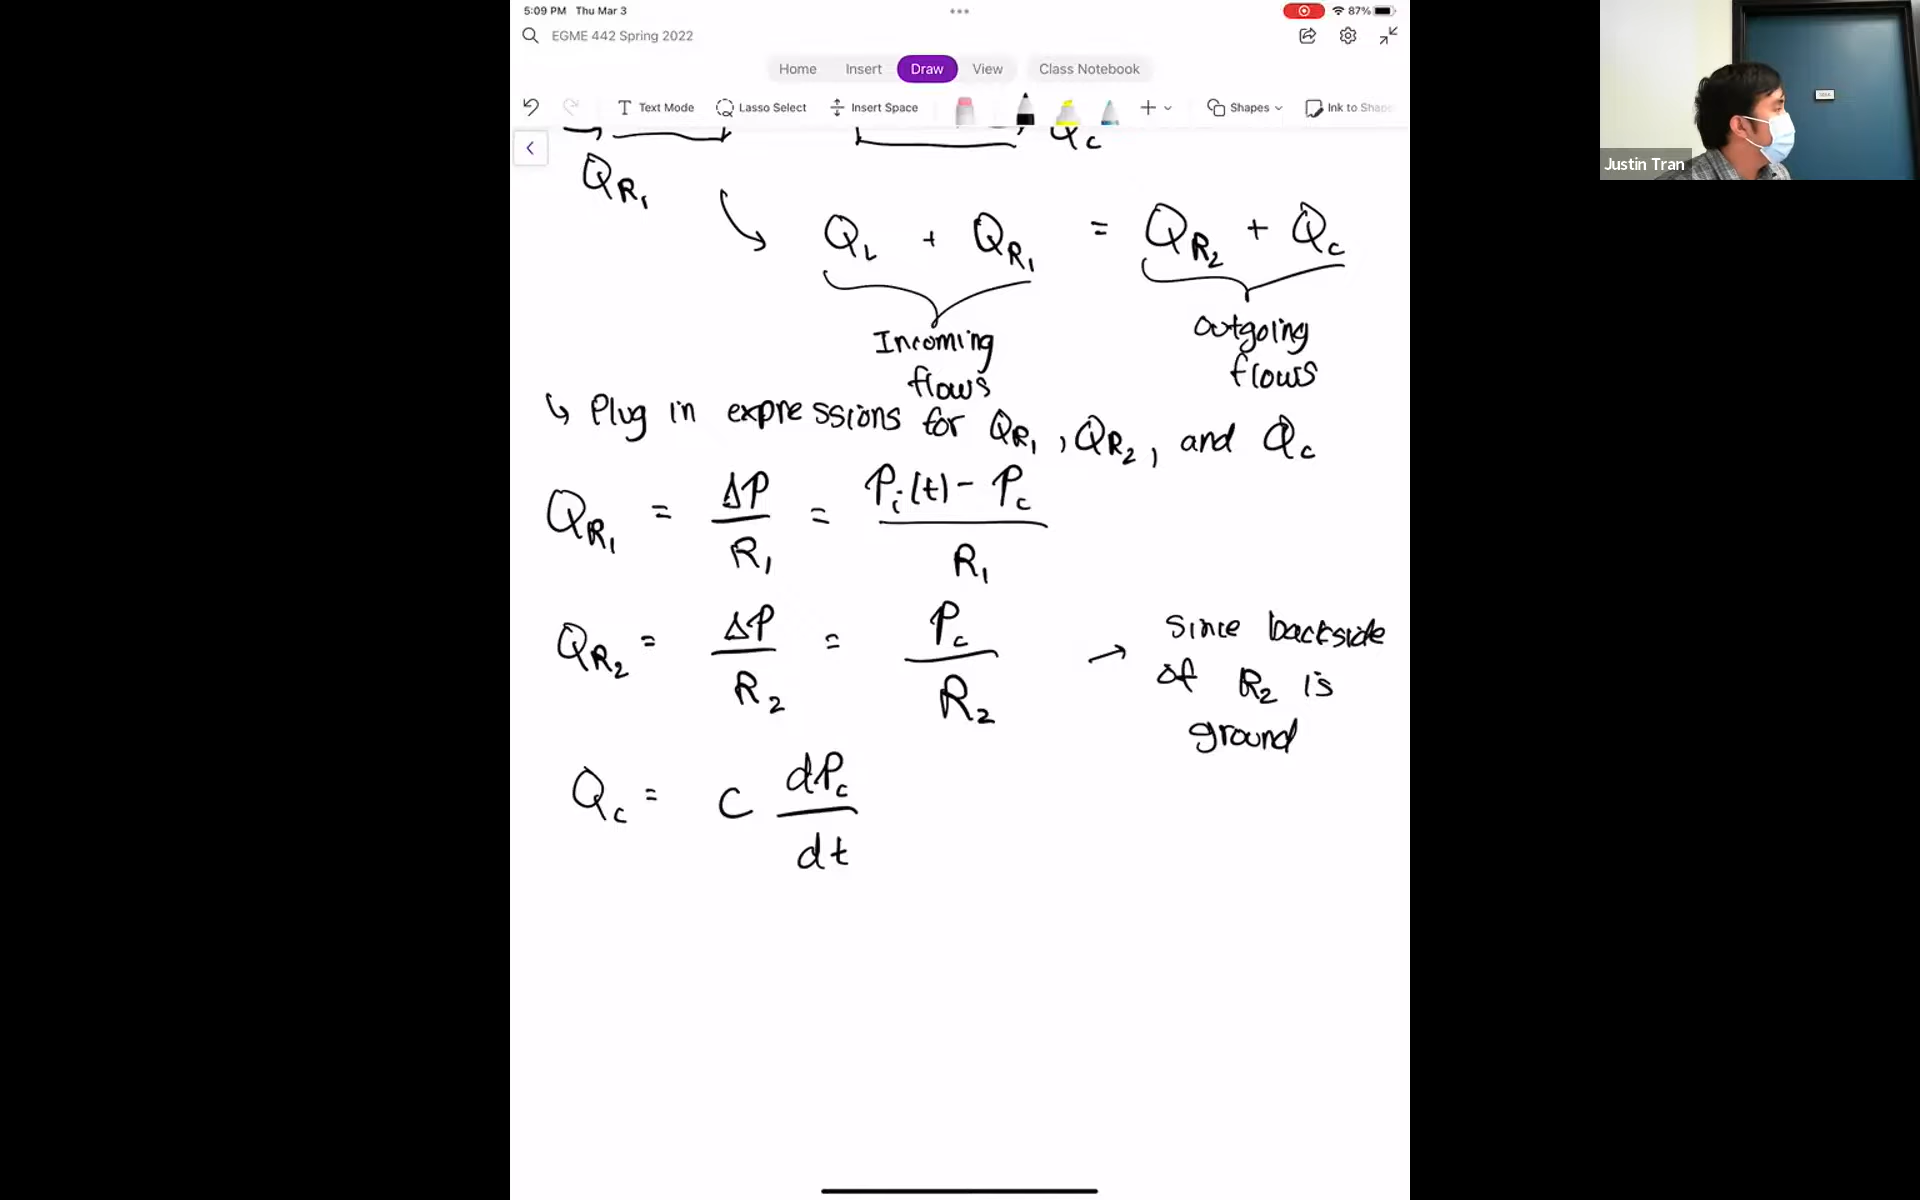 5:09 PM Thu Mar 3
87%
EGME 442 Spring 2022
Home Insert Draw View Class Notebook
Text Mode Lasso Select Insert Space Shapes Ink to Shape
Q_R₁ Q_c
Q_L + Q_R₁ = Q_R₂ + Q_c
Incoming flows
Outgoing flows
↳ Plug in expressions for Q_R₁, Q_R₂, and Q_c
Q_R₁ = ΔP/R₁ = (P_i(t) - P_c)/R₁
Q_R₂ = ΔP/R₂ = P_c/R₂ → Since backside
of R₂ is
ground
Q_c = C dP_c/dt
Justin Tran